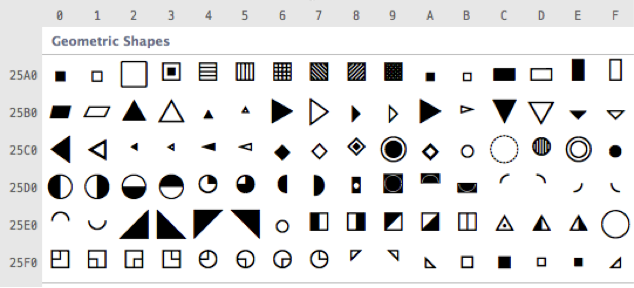 0 1 2 3 4 5 6 7 8 9 A B C D E F
Geometric Shapes
25A0 ■ □ ▢ ▣ ▤ ▥ ▦ ▧ ▨ ▩ ▪ ▫ ▬ ▭ ▮ ▯
25B0 ▰ ▱ ▲ △ ▴ ▵ ▶ ▷ ▸ ▹ ► ▻ ▼ ▽ ▾ ▿
25C0 ◀ ◁ ◂ ◃ ◄ ◅ ◆ ◇ ◈ ◉ ◊ ○ ◌ ◍ ◎ ●
25D0 ◐ ◑ ◒ ◓ ◔ ◕ ◖ ◗ ◘ ◙ ◚ ◛ ◜ ◝ ◞ ◟
25E0 ◠ ◡ ◢ ◣ ◤ ◥ ◦ ◧ ◨ ◩ ◪ ◫ ◬ ◭ ◮ ◯
25F0 ◰ ◱ ◲ ◳ ◴ ◵ ◶ ◷ ◸ ◹ ◺ ◻ ◼ ◽ ◾ ◿